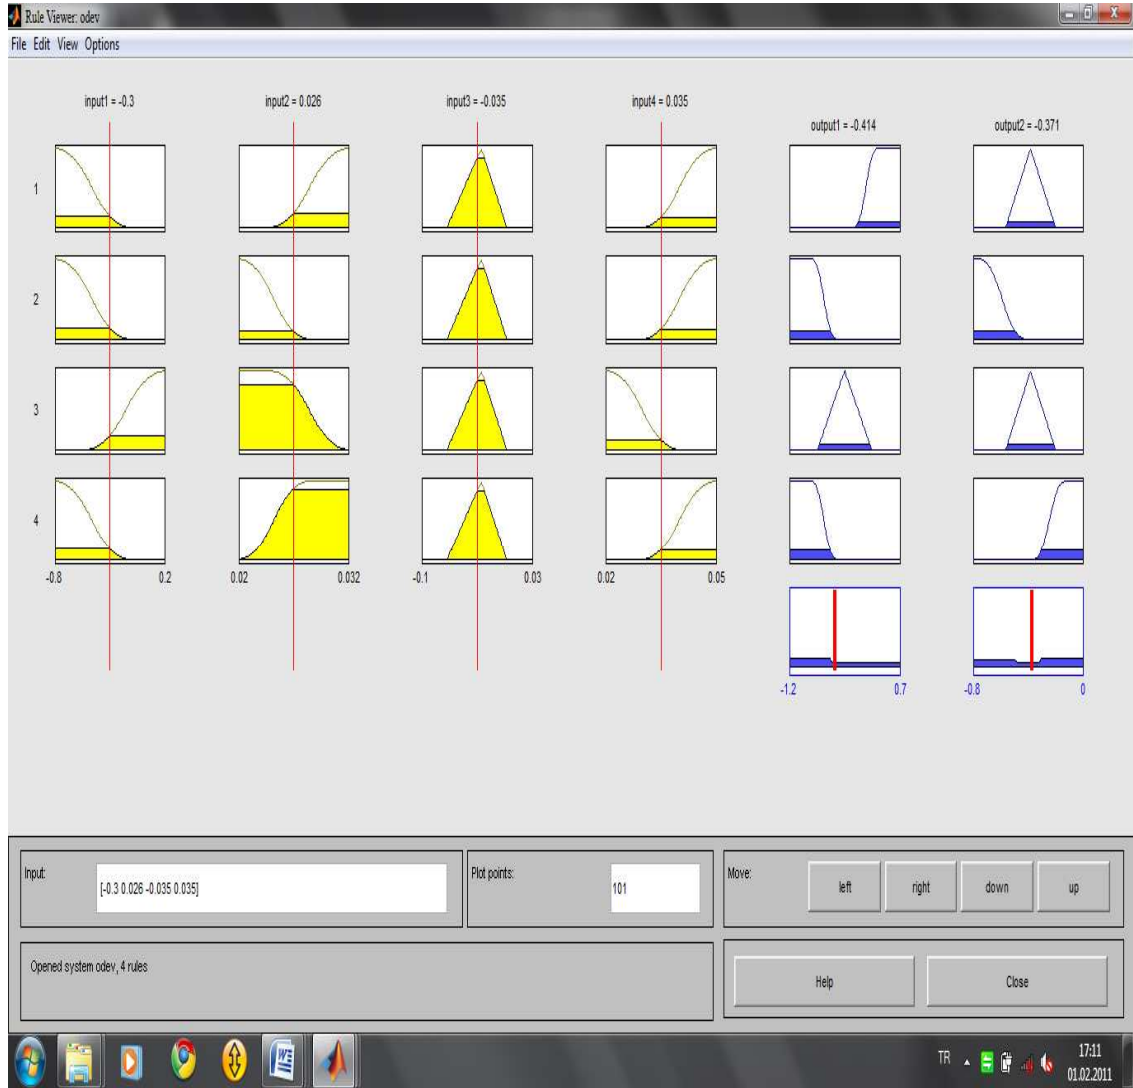 Rule Viewer: odev
File Edit View Options
input1 = -0.3
input2 = 0.026
input3 = -0.035
input4 = 0.035
output1 = -0.414
output2 = -0.371
1
2
3
4
-0.8
0.2
0.02
0.032
-0.1
0.03
0.02
0.05
-1.2
0.7
-0.8
0
Input:
[-0.3 0.026 -0.035 0.035]
Plot points:
101
Move:
left
right
down
up
Opened system odev, 4 rules
Help
Close
TR
17:11
01.02.2011